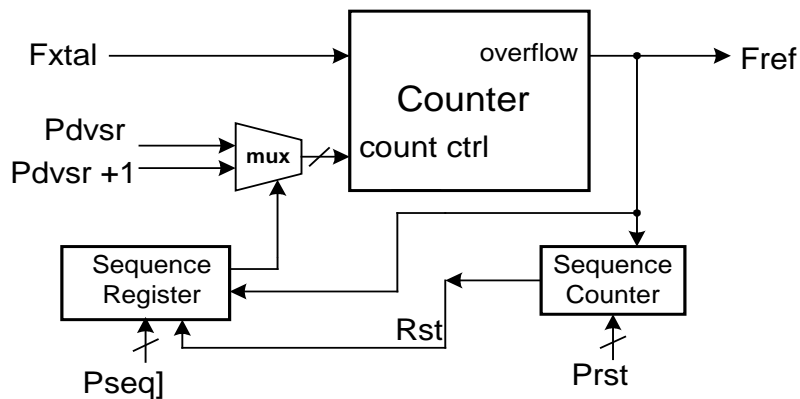 Fxtal
overflow
Fref
Counter
Pdvsr
Pdvsr +1
mux
count ctrl
Sequence
Register
Sequence
Counter
Rst
Pseq]
Prst